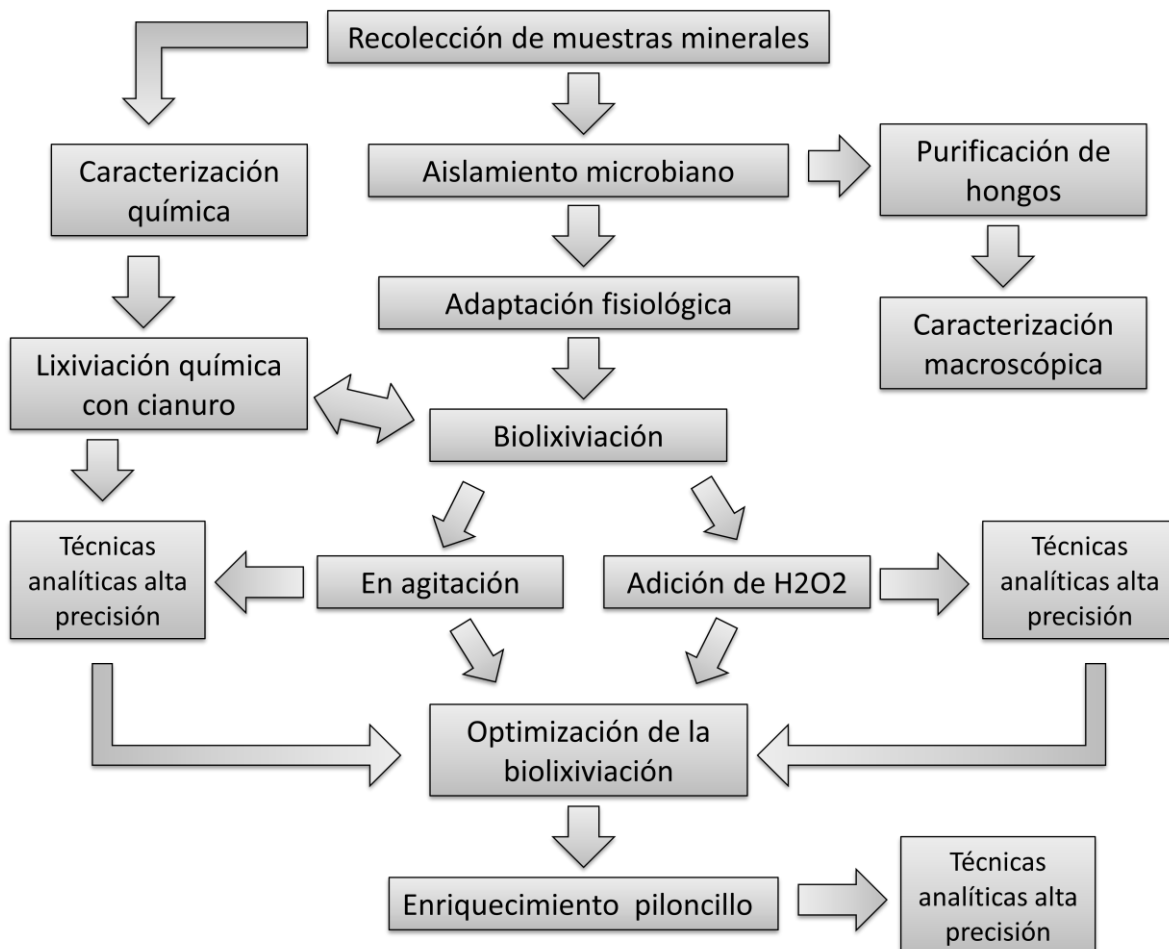 Recolección de muestras minerales
Caracterización
química
Aislamiento microbiano
Purificación de
hongos
Adaptación fisiológica
Caracterización
macroscópica
Lixiviación química
con cianuro
Biolixiviación
Técnicas
analíticas alta
precisión
En agitación
Adición de H2O2
Técnicas
analíticas alta
precisión
Optimización de la
biolixiviación
Enriquecimiento piloncillo
Técnicas
analíticas alta
precisión